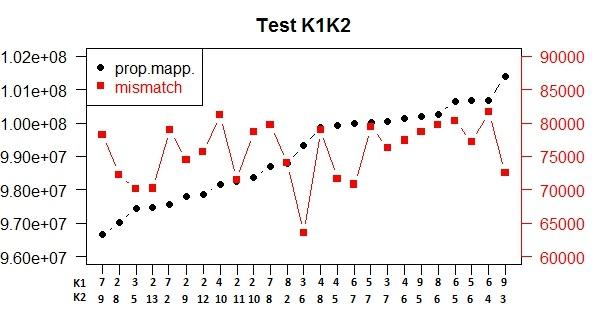 Test K1K2
prop.mapp.
mismatch
1.02e+08
1.01e+08
1.00e+08
9.90e+07
9.80e+07
9.70e+07
9.60e+07
90000
85000
80000
75000
70000
65000
60000
K1 7 2 3 2 7 2 2 4 2 2 7 8 3 4 4 5 9 3 4 9 8 6 5 6 9
K2 9 8 5 13 2 9 12 10 11 10 8 2 6 8 5 7 7 6 8 5 6 5 6 4 3